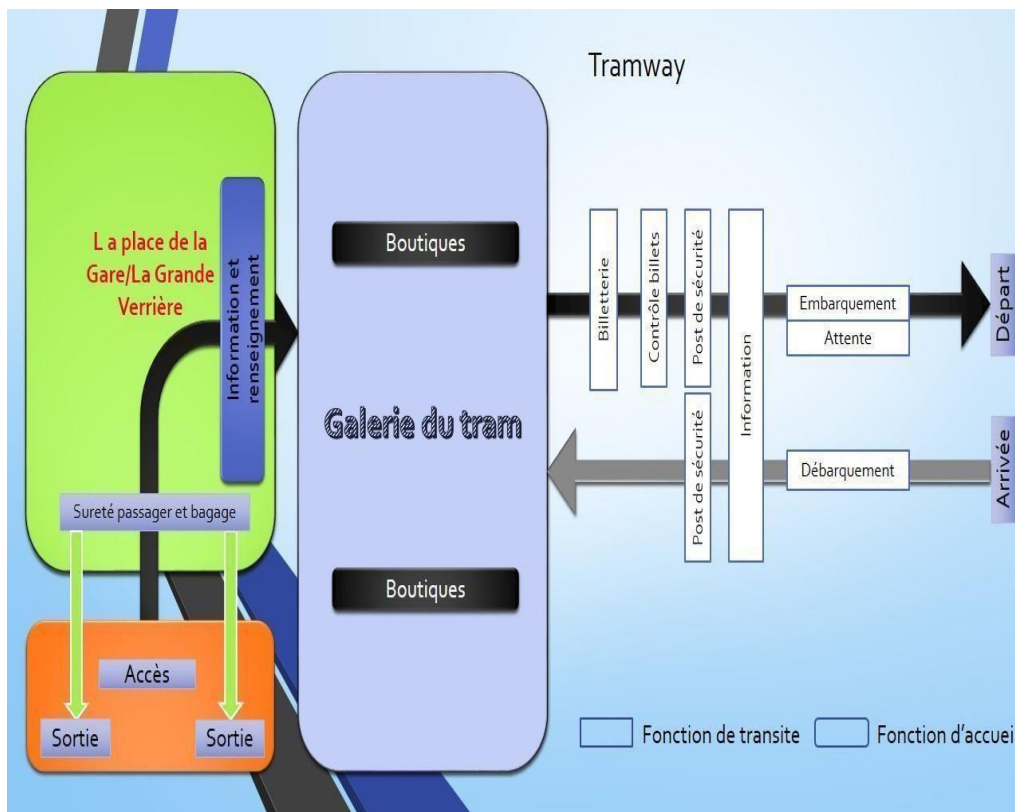 Tramway
L a place de la
Gare/La Grande
Verrière
Information et
renseignement
Sureté passager et bagage
Accès
Sortie
Sortie
Boutiques
Galerie du tram
Boutiques
Billetterie
Contrôle billets
Post de sécurité
Post de sécurité
Information
Embarquement
Attente
Débarquement
Départ
Arrivée
Fonction de transite
Fonction d'accuei